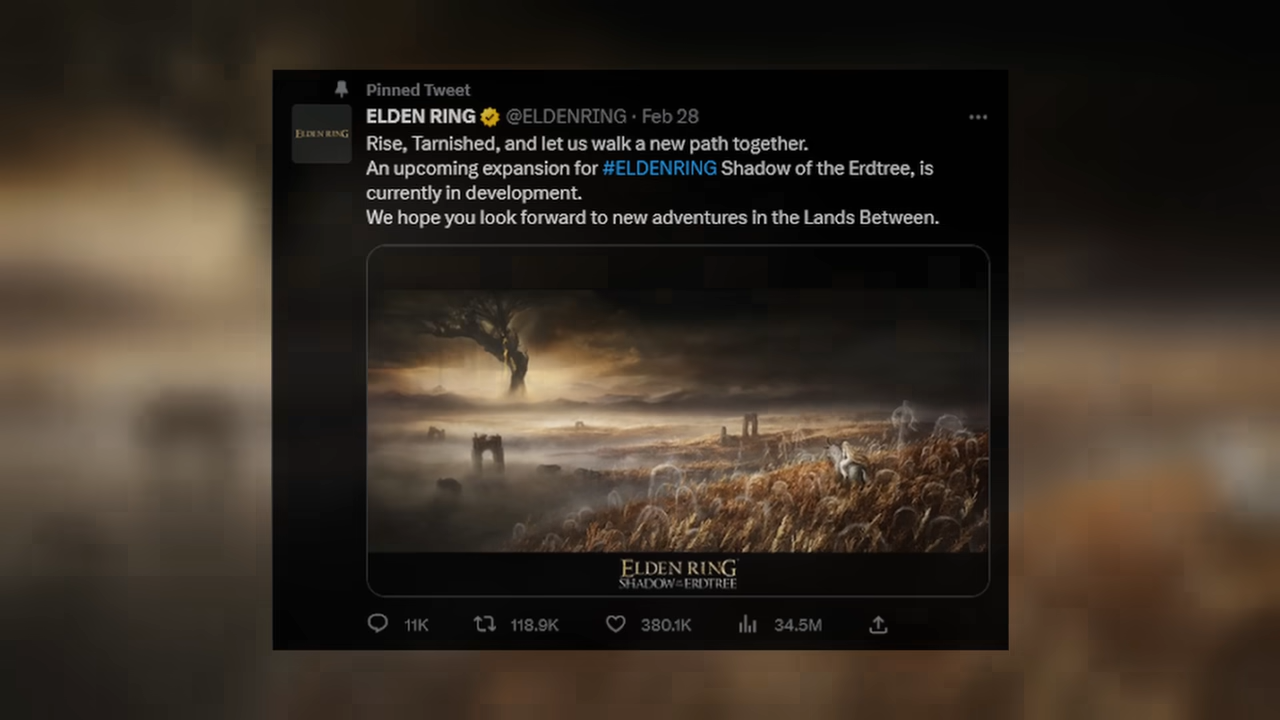 Pinned Tweet
ELDEN RING @ELDENRING · Feb 28
ELDEN RING
Rise, Tarnished, and let us walk a new path together.
An upcoming expansion for #ELDENRING Shadow of the Erdtree, is
currently in development.
We hope you look forward to new adventures in the Lands Between.
ELDEN RING
SHADOW OF THE ERDTREE
11K 118.9K 380.1K 34.5M